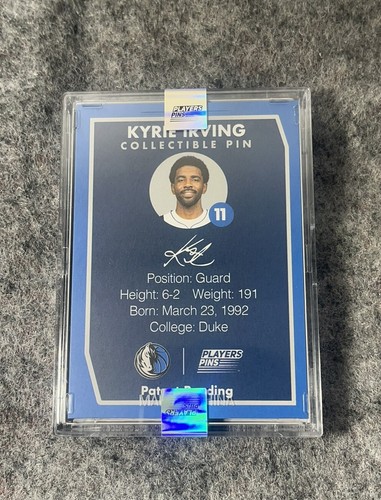 PLAYERS
PINS
KYRIE IRVING
COLLECTIBLE PIN
11
Position: Guard
Height: 6-2 Weight: 191
Born: March 23, 1992
College: Duke
PLAYERS
PINS